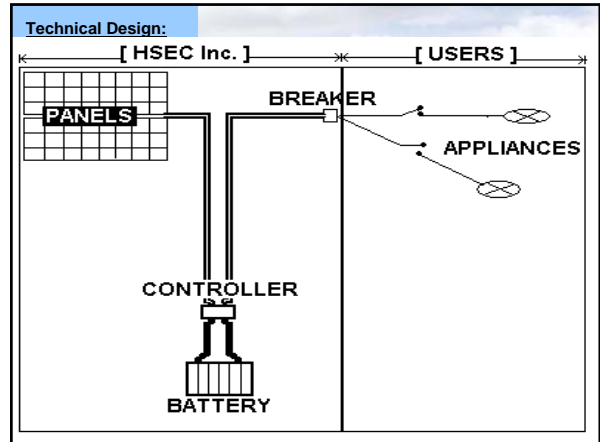 Technical Design:
[ HSEC Inc. ] [ USERS ]
PANELS
BREAKER
APPLIANCES
CONTROLLER
BATTERY